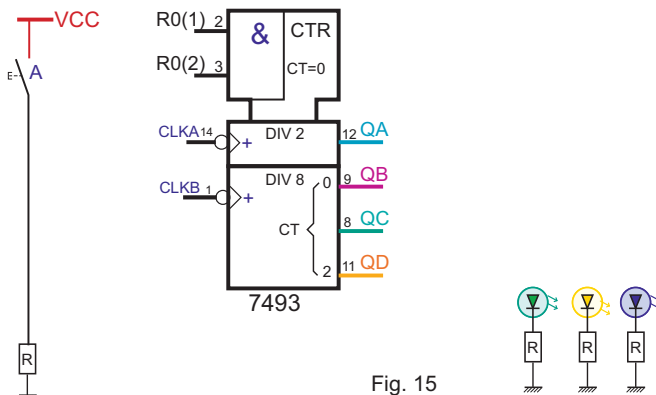 VCC
E A
R
R0(1) 2
R0(2) 3
& CTR
CT=0
CLKA 14 + DIV 2 12 QA
CLKB 1 + DIV 8
0 9 QB
CT 8 QC
2 11 QD
7493
R R R
Fig. 15